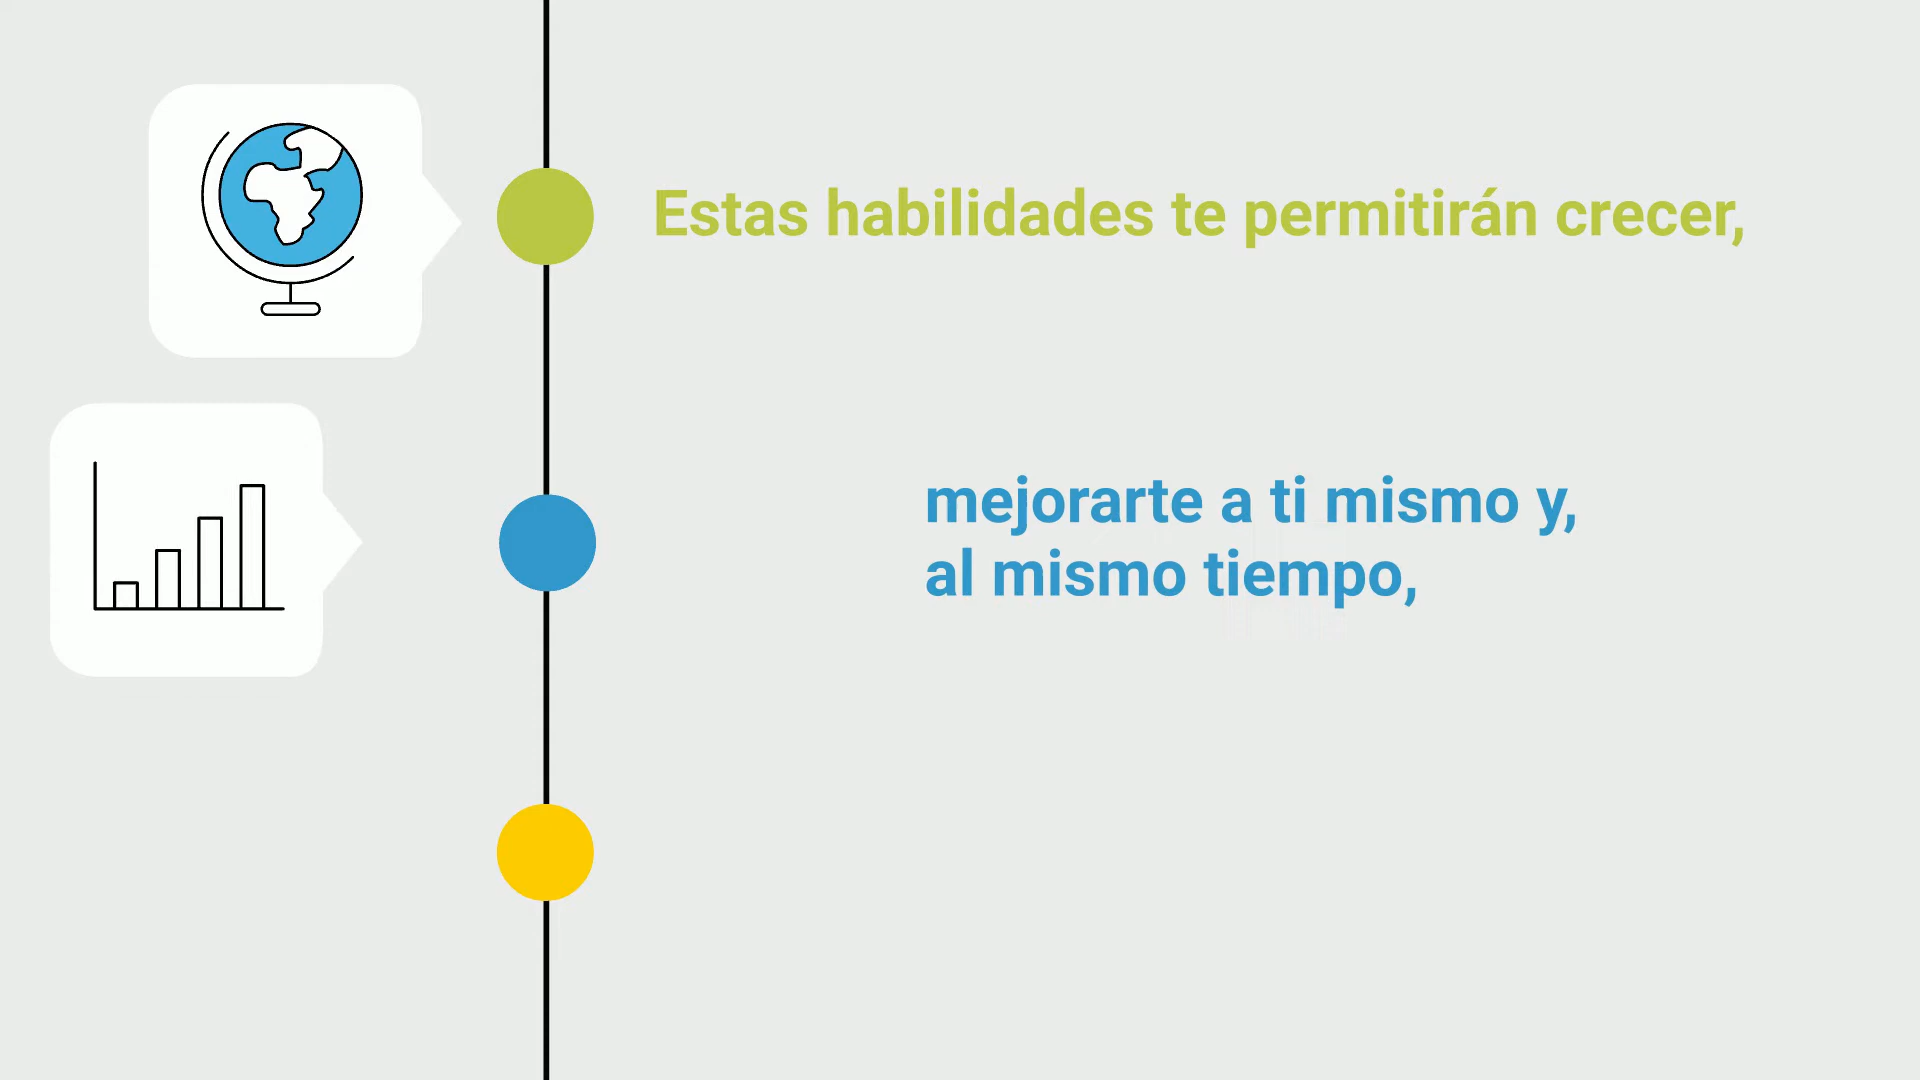 Estas habilidades te permitirán crecer,
mejorarte a ti mismo y,
al mismo tiempo,